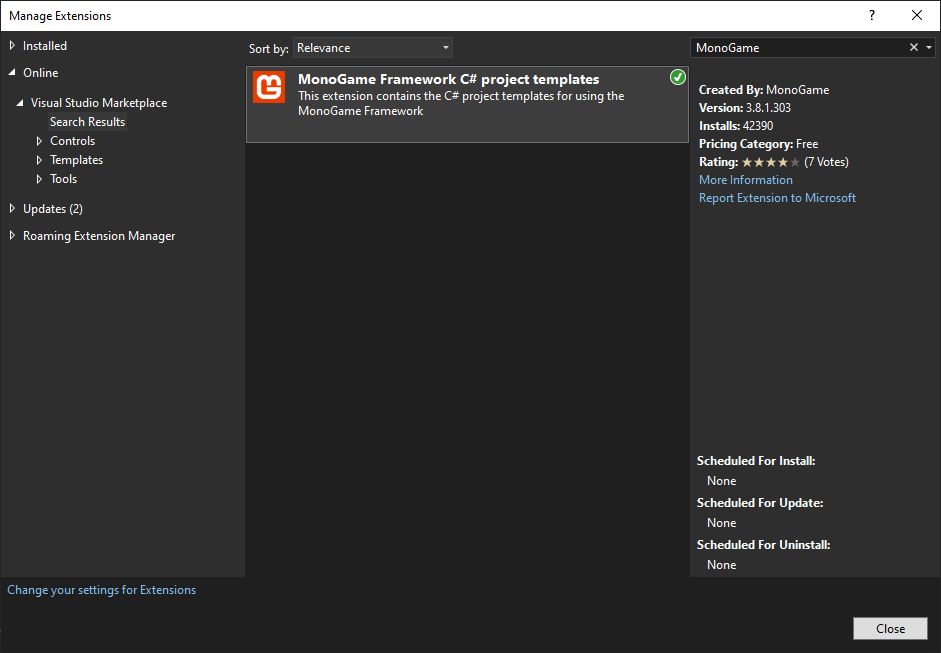 Manage Extensions
?
Installed
Online
Visual Studio Marketplace
Search Results
Controls
Templates
Tools
Updates (2)
Roaming Extension Manager
Sort by: Relevance
MonoGame Framework C# project templates
This extension contains the C# project templates for using the
MonoGame Framework
MonoGame
Created By: MonoGame
Version: 3.8.1.303
Installs: 42390
Pricing Category: Free
Rating: ★★★★★ (7 Votes)
More Information
Report Extension to Microsoft
Scheduled For Install:
None
Scheduled For Update:
None
Scheduled For Uninstall:
None
Change your settings for Extensions
Close